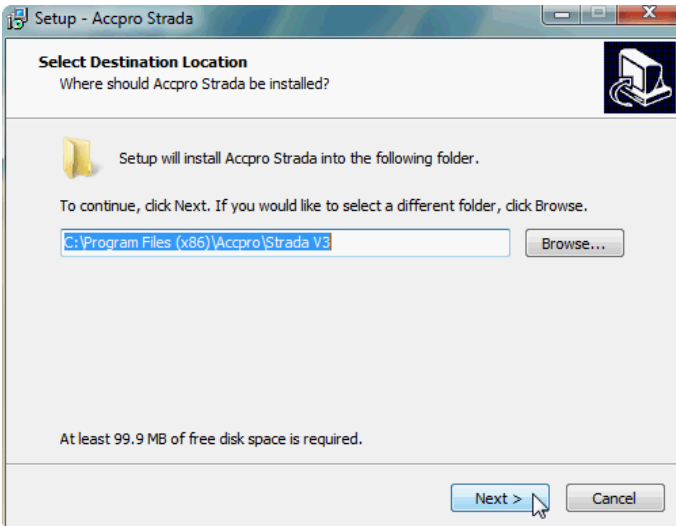 Setup - Accpro Strada
Select Destination Location
Where should Accpro Strada be installed?
Setup will install Accpro Strada into the following folder.
To continue, click Next. If you would like to select a different folder, click Browse.
C:\Program Files (x86)\Accpro\Strada V3
Browse...
At least 99.9 MB of free disk space is required.
Next >
Cancel